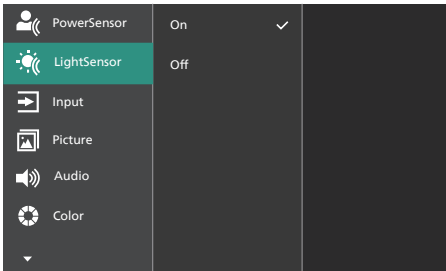 PowerSensor
On
LightSensor
Off
Input
Picture
Audio
Color